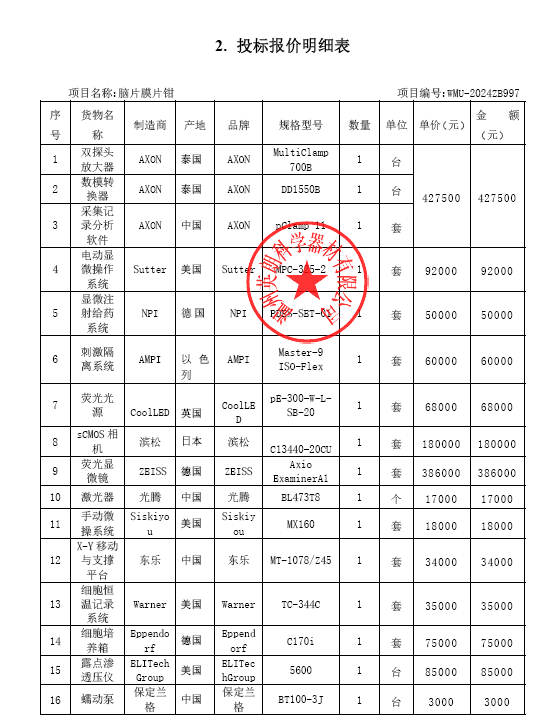 2. 投标报价明细表
项目名称:脑片膜片钳 项目编号:WMU-2024ZB997
序号 货物名称 制造商 产地 品牌 规格型号 数量 单位 单价(元) 金额(元)
1 双探头放大器 AXON 泰国 AXON MultiClamp 700B 1 台 427500 427500
2 数模转换器 AXON 泰国 AXON DD1550B 1 台
3 采集记录分析软件 AXON 中国 AXON pClamp 11 1 套
4 电动显微操作系统 Sutter 美国 Sutter MPC-325-2 1 套 92000 92000
5 显微注射给药系统 NPI 德国 NPI 1 套 50000 50000
6 刺激隔离系统 AMPI 以色列 AMPI Master-9 ISO-Flex 1 套 60000 60000
7 荧光光源 CoolLED 英国 CoolLED pE-300-W-L-SB-20 1 套 68000 68000
8 sCMOS相机 滨松 日本 滨松 C13440-20CU 1 套 180000 180000
9 荧光显微镜 ZEISS 德国 ZEISS Axio ExaminerA1 1 套 386000 386000
10 激光器 光腾 中国 光腾 BL473T8 1 个 17000 17000
11 手动微操系统 Siskiyou 美国 Siskiyou MX160 1 套 18000 18000
12 X-Y移动与支撑平台 东乐 中国 东乐 MT-1078/Z45 1 套 34000 34000
13 细胞恒温记录系统 Warner 美国 Warner TC-344C 1 套 35000 35000
14 细胞培养箱 Eppendorf 德国 Eppendorf C170i 1 套 75000 75000
15 露点渗透压仪 ELITechGroup 美国 ELITechGroup 5600 1 台 85000 85000
16 蠕动泵 保定兰格 中国 保定兰格 BT100-3J 1 台 3000 3000
科学器材有限公司